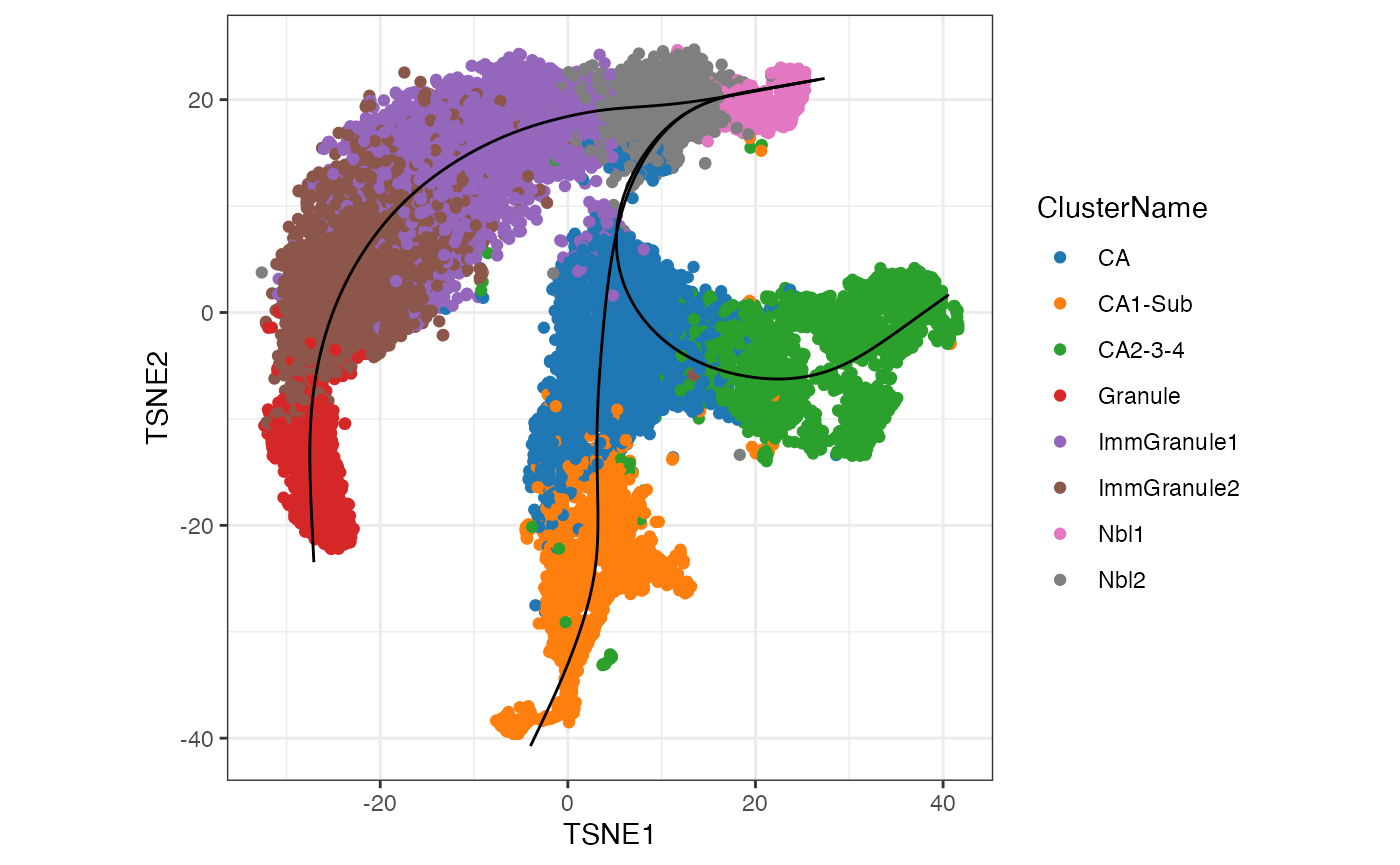 20
0
-20
-40
TSNE2
-20
0
20
40
TSNE1
ClusterName
CA
CA1-Sub
CA2-3-4
Granule
ImmGranule1
ImmGranule2
Nbl1
Nbl2